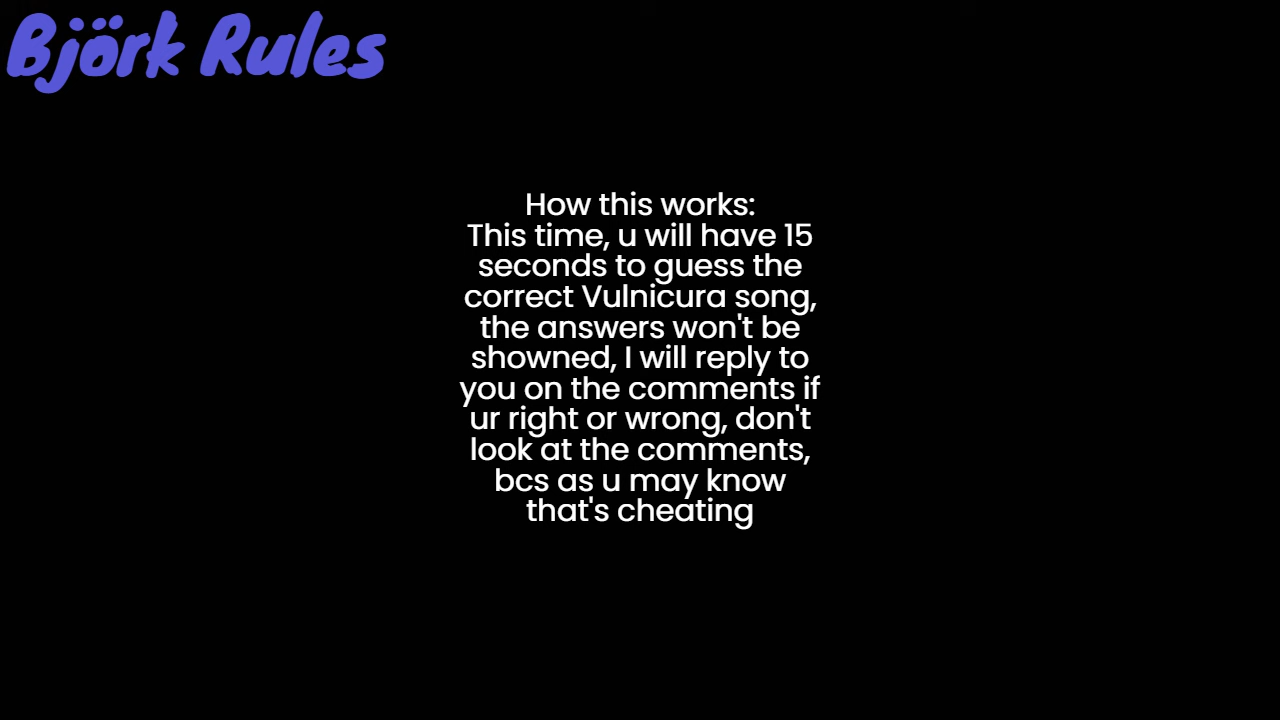 Björk Rules
How this works:
This time, u will have 15
seconds to guess the
correct Vulnicura song,
the answers won't be
showned, I will reply to
you on the comments if
ur right or wrong, don't
look at the comments,
bcs as u may know
that's cheating